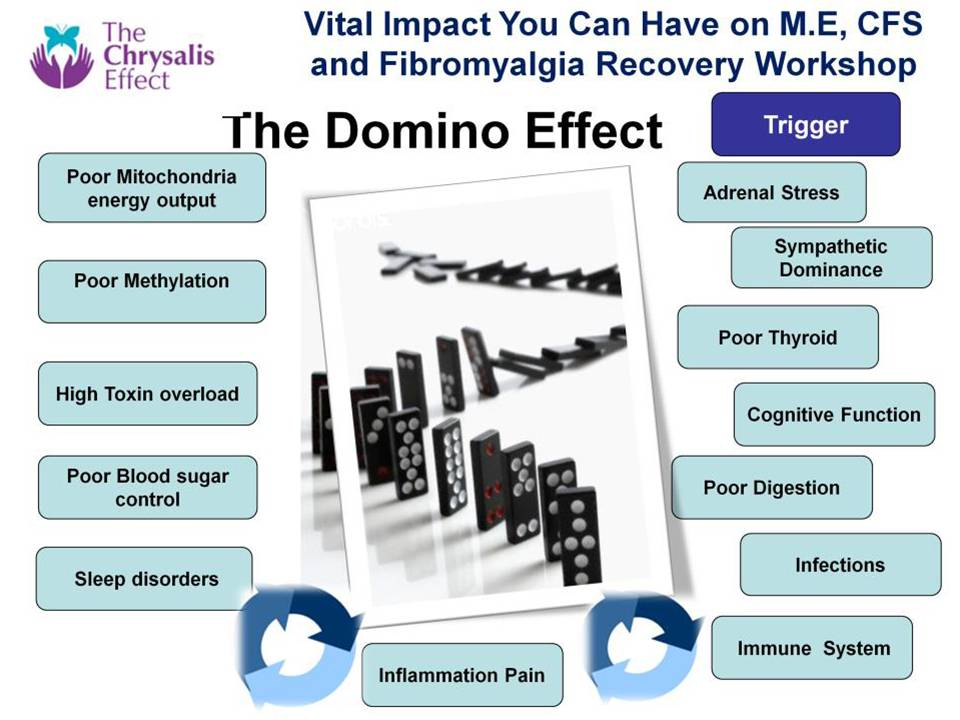 The
Chrysalis
Effect
Vital Impact You Can Have on M.E, CFS
and Fibromyalgia Recovery Workshop
The Domino Effect
Trigger
Adrenal Stress
Sympathetic
Dominance
Poor Thyroid
Cognitive Function
Poor Digestion
Infections
Immune System
Inflammation Pain
Sleep disorders
Poor Blood sugar
control
High Toxin overload
Poor Methylation
Poor Mitochondria
energy output